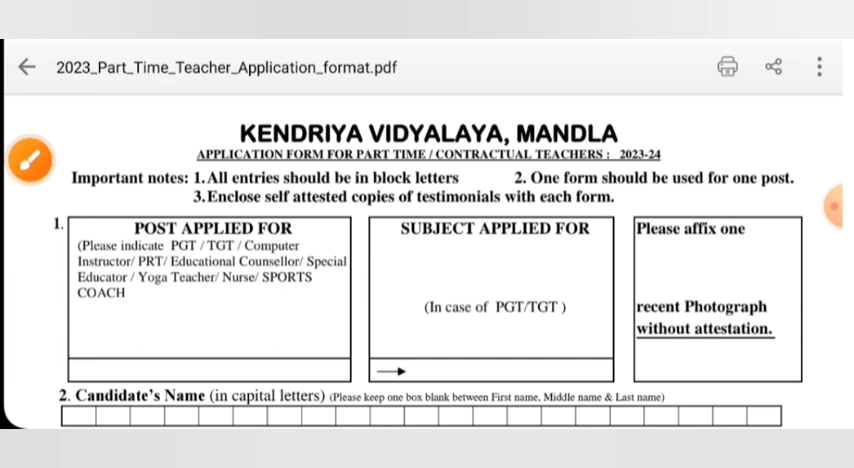 2023_Part_Time_Teacher_Application_format.pdf
KENDRIYA VIDYALAYA, MANDLA
APPLICATION FORM FOR PART TIME / CONTRACTUAL TEACHERS : 2023-24
Important notes: 1.All entries should be in block letters 2. One form should be used for one post.
3.Enclose self attested copies of testimonials with each form.
1. POST APPLIED FOR
(Please indicate PGT / TGT / Computer
Instructor/ PRT/ Educational Counsellor/ Special
Educator / Yoga Teacher/ Nurse/ SPORTS
COACH
SUBJECT APPLIED FOR
(In case of PGT/TGT )
Please affix one
recent Photograph
without attestation.
2. Candidate's Name (in capital letters) (Please keep one box blank between First name, Middle name & Last name)